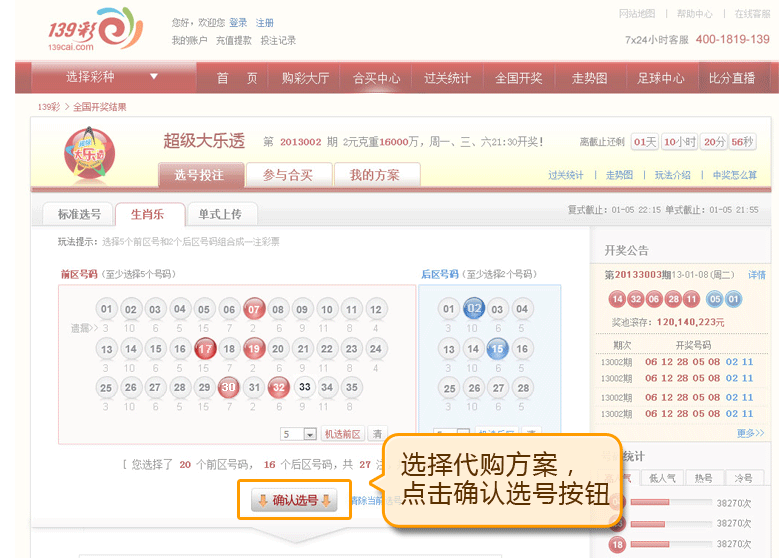 139彩
139cai.com
您好，欢迎您 登录 注册
我的账户 充值提款 投注记录
网站地图 | 帮助中心 | 在线客服
7x24小时客服 400-1819-139
选择彩种 ▼ 首 页 购彩大厅 合买中心 过关统计 全国开奖 走势图 足球中心 比分直播
139彩 > 全国开奖结果
超级大乐透 第 2013002 期 2元克重16000万，周一、三、六21:30开奖！ 离截止还剩 01天 10小时 20分 56秒
大乐透
选号投注 参与合买 我的方案
过关统计 | 走势图 | 玩法介绍 | 中奖怎么算
标准选号 生肖乐 单式上传
复式截止：01-05 22:15 单式截止：01-05 21:55
玩法提示：选择5个前区号和2个后区号码组合成一注彩票
前区号码（至少选择5个号码）
01 02 03 04 05 06 07 08 09 10 11 12
遗漏>> 3 10 6 5 15 7 2 6 9 11 8 4
13 14 15 16 17 18 19 20 21 22 23 24
3 10 6 5 15 7 2 6 9 11 8 4
25 26 27 28 29 30 31 32 33 34 35
3 10 6 5 15 7 2 6 9 11 8
5 机选前区 清
后区号码（至少选择2个号码）
01 02 03 04
3 10 6 5
13 14 15 16
3 10 6 5
25 26 27 28
3 10 6 5
[ 您选择了 20 个前区号码， 16 个后区号码，共 27
确认选号
清除当前
选择代购方案，
点击确认选号按钮
开奖公告
第20133003期13-01-08(周二) 详情
14 32 06 28 11 05 01
奖池滚存：120,140,223元
期次 开奖号码
13002期 06 12 28 05 08 02 11
13002期 06 12 28 05 08 02 11
13002期 06 12 28 05 08 02 11
13002期 06 12 28 05 08 02 11
更多>>
统计
低人气 热号 冷号
38270次
38270次
18 38270次